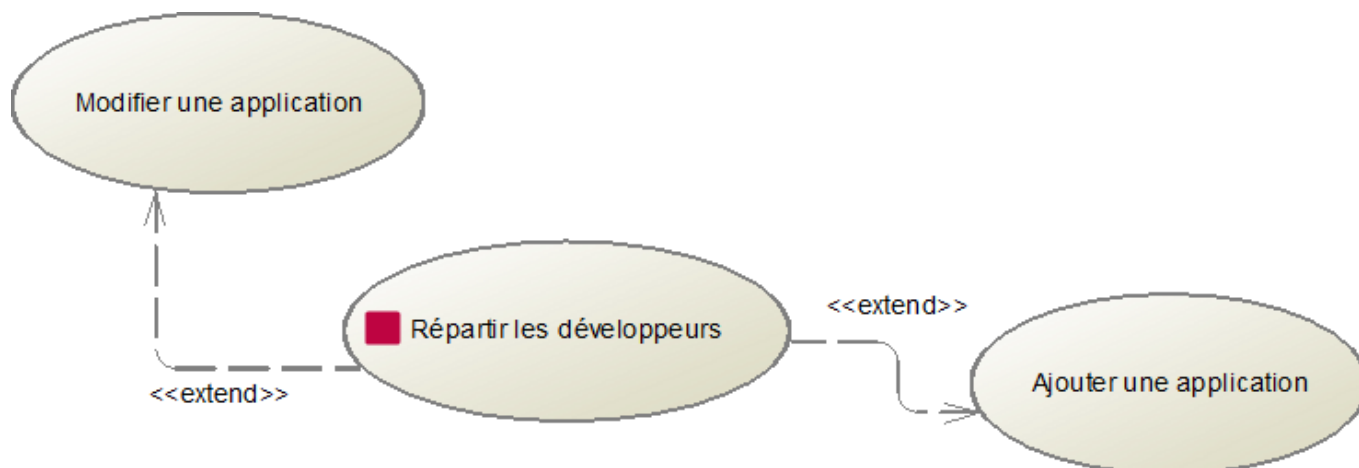 Modifier une application
Répartir les développeurs
<<extend>>
<<extend>>
Ajouter une application